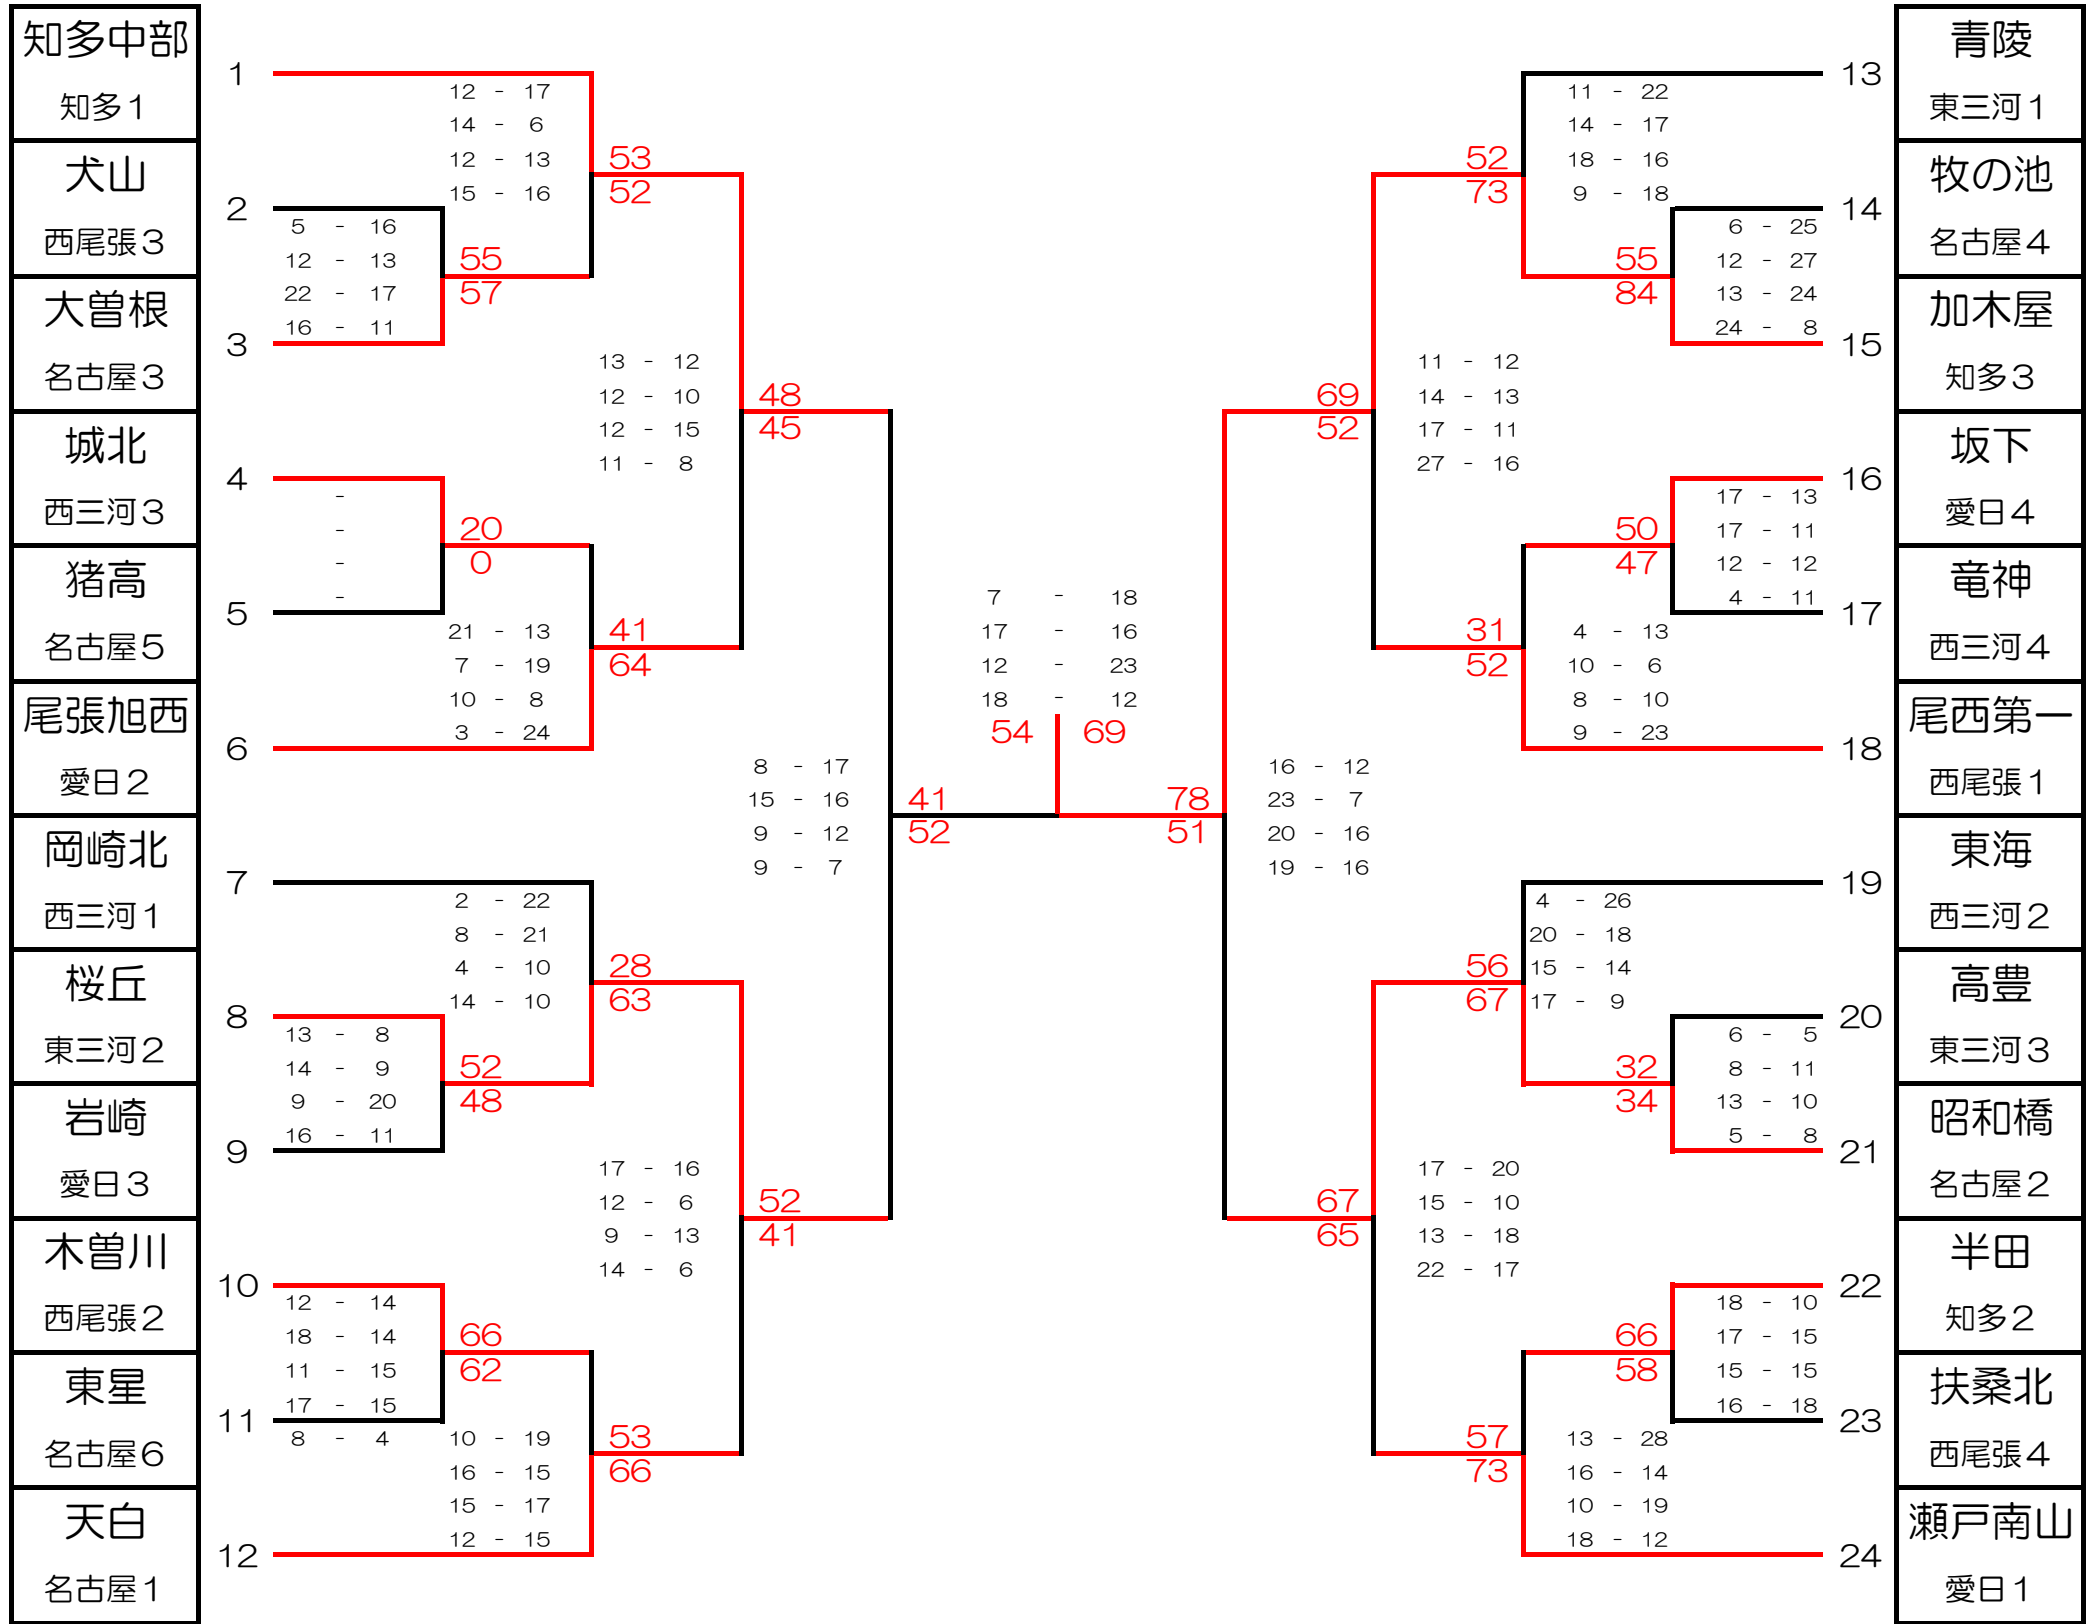 知多中部
知多1
犬山
西尾張3
大曽根
名古屋3
城北
西三河3
猪高
名古屋5
尾張旭西
愛日2
岡崎北
西三河1
桜丘
東三河2
岩崎
愛日3
木曽川
西尾張2
東星
名古屋6
天白
名古屋1
1
2
3
4
5
6
7
8
9
10
11
12
5 - 16
12 - 13
22 - 17
16 - 11
-
-
-
-
13 - 8
14 - 9
9 - 20
16 - 11
12 - 14
18 - 14
11 - 15
17 - 15
8 - 4
12 - 17
14 - 6
12 - 13
15 - 16
55
57
20
0
21 - 13
7 - 19
10 - 8
3 - 24
2 - 22
8 - 21
4 - 10
14 - 10
52
48
66
62
10 - 19
16 - 15
15 - 17
12 - 15
53
52
13 - 12
12 - 10
12 - 15
11 - 8
41
64
28
63
17 - 16
12 - 6
9 - 13
14 - 6
53
66
48
45
8 - 17
15 - 16
9 - 12
9 - 7
52
41
41
52
7 - 18
17 - 16
12 - 23
18 - 12
54 69
78
51
69
52
16 - 12
23 - 7
20 - 16
19 - 16
67
65
52
73
11 - 12
14 - 13
17 - 11
27 - 16
31
52
56
67
17 - 20
15 - 10
13 - 18
22 - 17
57
73
11 - 22
14 - 17
18 - 16
9 - 18
55
84
50
47
4 - 13
10 - 6
8 - 10
9 - 23
4 - 26
20 - 18
15 - 14
17 - 9
32
34
66
58
13 - 28
16 - 14
10 - 19
18 - 12
6 - 25
12 - 27
13 - 24
24 - 8
17 - 13
17 - 11
12 - 12
4 - 11
6 - 5
8 - 11
13 - 10
5 - 8
18 - 10
17 - 15
15 - 15
16 - 18
13
14
15
16
17
18
19
20
21
22
23
24
青陵
東三河1
牧の池
名古屋4
加木屋
知多3
坂下
愛日4
竜神
西三河4
尾西第一
西尾張1
東海
西三河2
高豊
東三河3
昭和橋
名古屋2
半田
知多2
扶桑北
西尾張4
瀬戸南山
愛日1